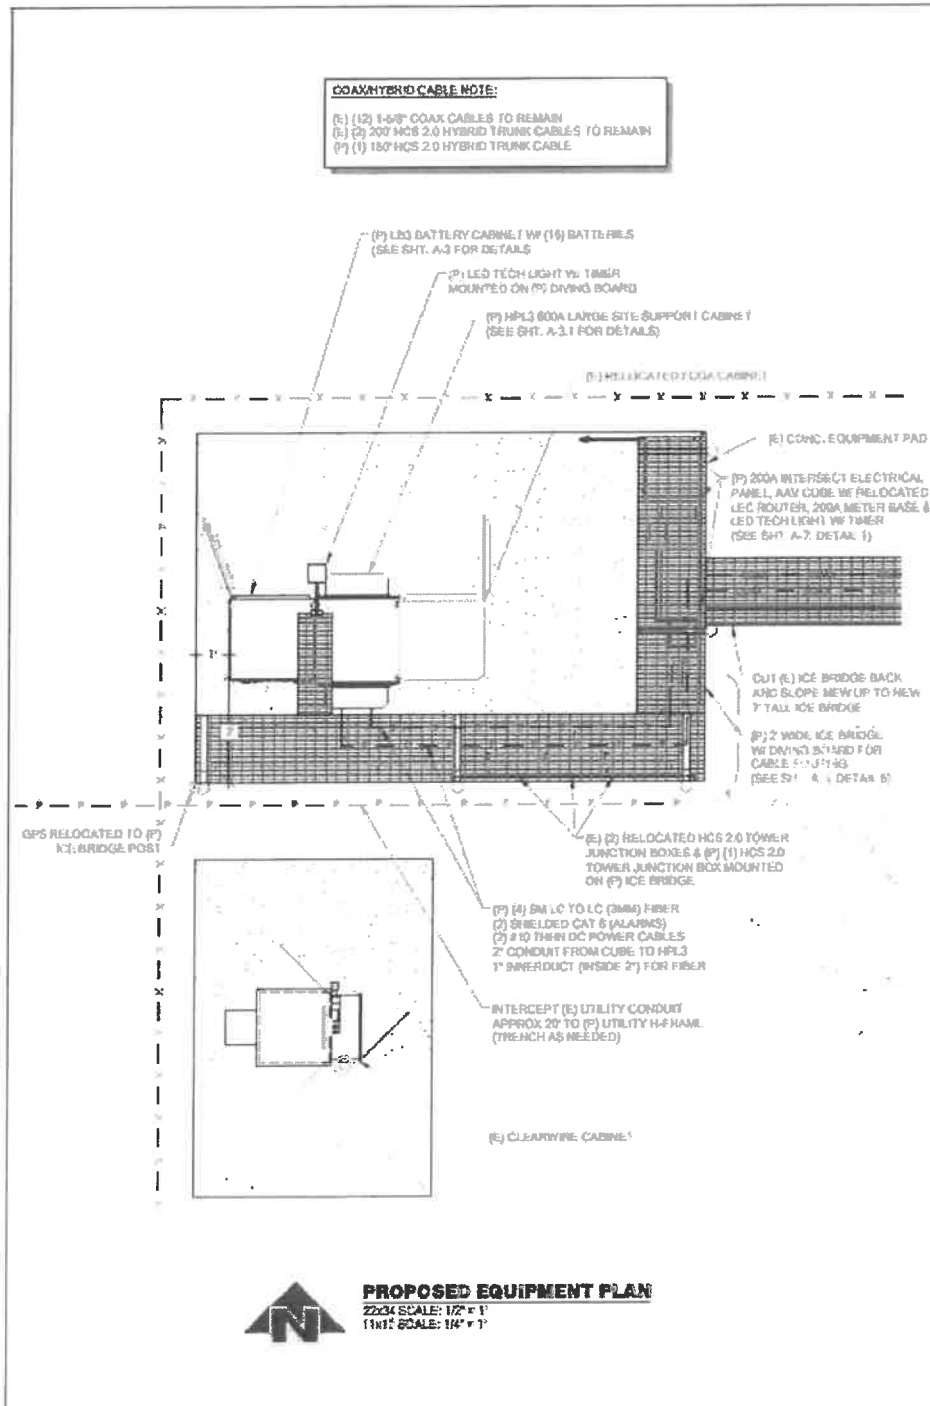 COAX/HYBRID CABLE NOTE:
(E) (12) 1-5/8" COAX CABLES TO REMAIN
(E) (2) 200' HCS 2.0 HYBRID TRUNK CABLES TO REMAIN
(P) (1) 150' HCS 2.0 HYBRID TRUNK CABLE
(P) LB3 BATTERY CABINET W/ (16) BATTERIES
(SEE SHT. A-3 FOR DETAILS
(P) LED TECH LIGHT W/ TIMER
MOUNTED ON (P) DIVING BOARD
(P) HPL3 600A LARGE SITE SUPPORT CABINET
(SEE SHT. A-3.1 FOR DETAILS)
(E) RELOCATED CABINET
(E) CONC. EQUIPMENT PAD
(P) 200A INTERSECT ELECTRICAL
PANEL, AAV CUBE W/ RELOCATED
LEC ROUTER, 200A METER BASE &
LED TECH LIGHT W/ TIMER
(SEE SHT. A-7, DETAIL 1)
CUT (E) ICE BRIDGE BACK
AND SLOPE NEW UP TO NEW
7' TALL ICE BRIDGE
(P) 2' WIDE ICE BRIDGE
W/ DIVING BOARD FOR
CABLE
(SEE DETAIL
2'
GPS RELOCATED TO (P)
ICE BRIDGE POST
(E) (2) RELOCATED HCS 2.0 TOWER
JUNCTION BOXES & (P) (1) HCS 2.0
TOWER JUNCTION BOX MOUNTED
ON (P) ICE BRIDGE
(P) (4) SM LC TO LC (3MM) FIBER
(2) SHIELDED CAT 6 (ALARMS)
(2) #10 THHN DC POWER CABLES
2" CONDUIT FROM CUBE TO HPL3
1" INNERDUCT (INSIDE 2") FOR FIBER
INTERCEPT (E) UTILITY CONDUIT
APPROX 20' TO (P) UTILITY H-FRAME
(TRENCH AS NEEDED)
(E) CLEARWIRE CABINET
N
PROPOSED EQUIPMENT PLAN
22x34 SCALE: 1/2" = 1'
11x17 SCALE: 1/4" = 1'